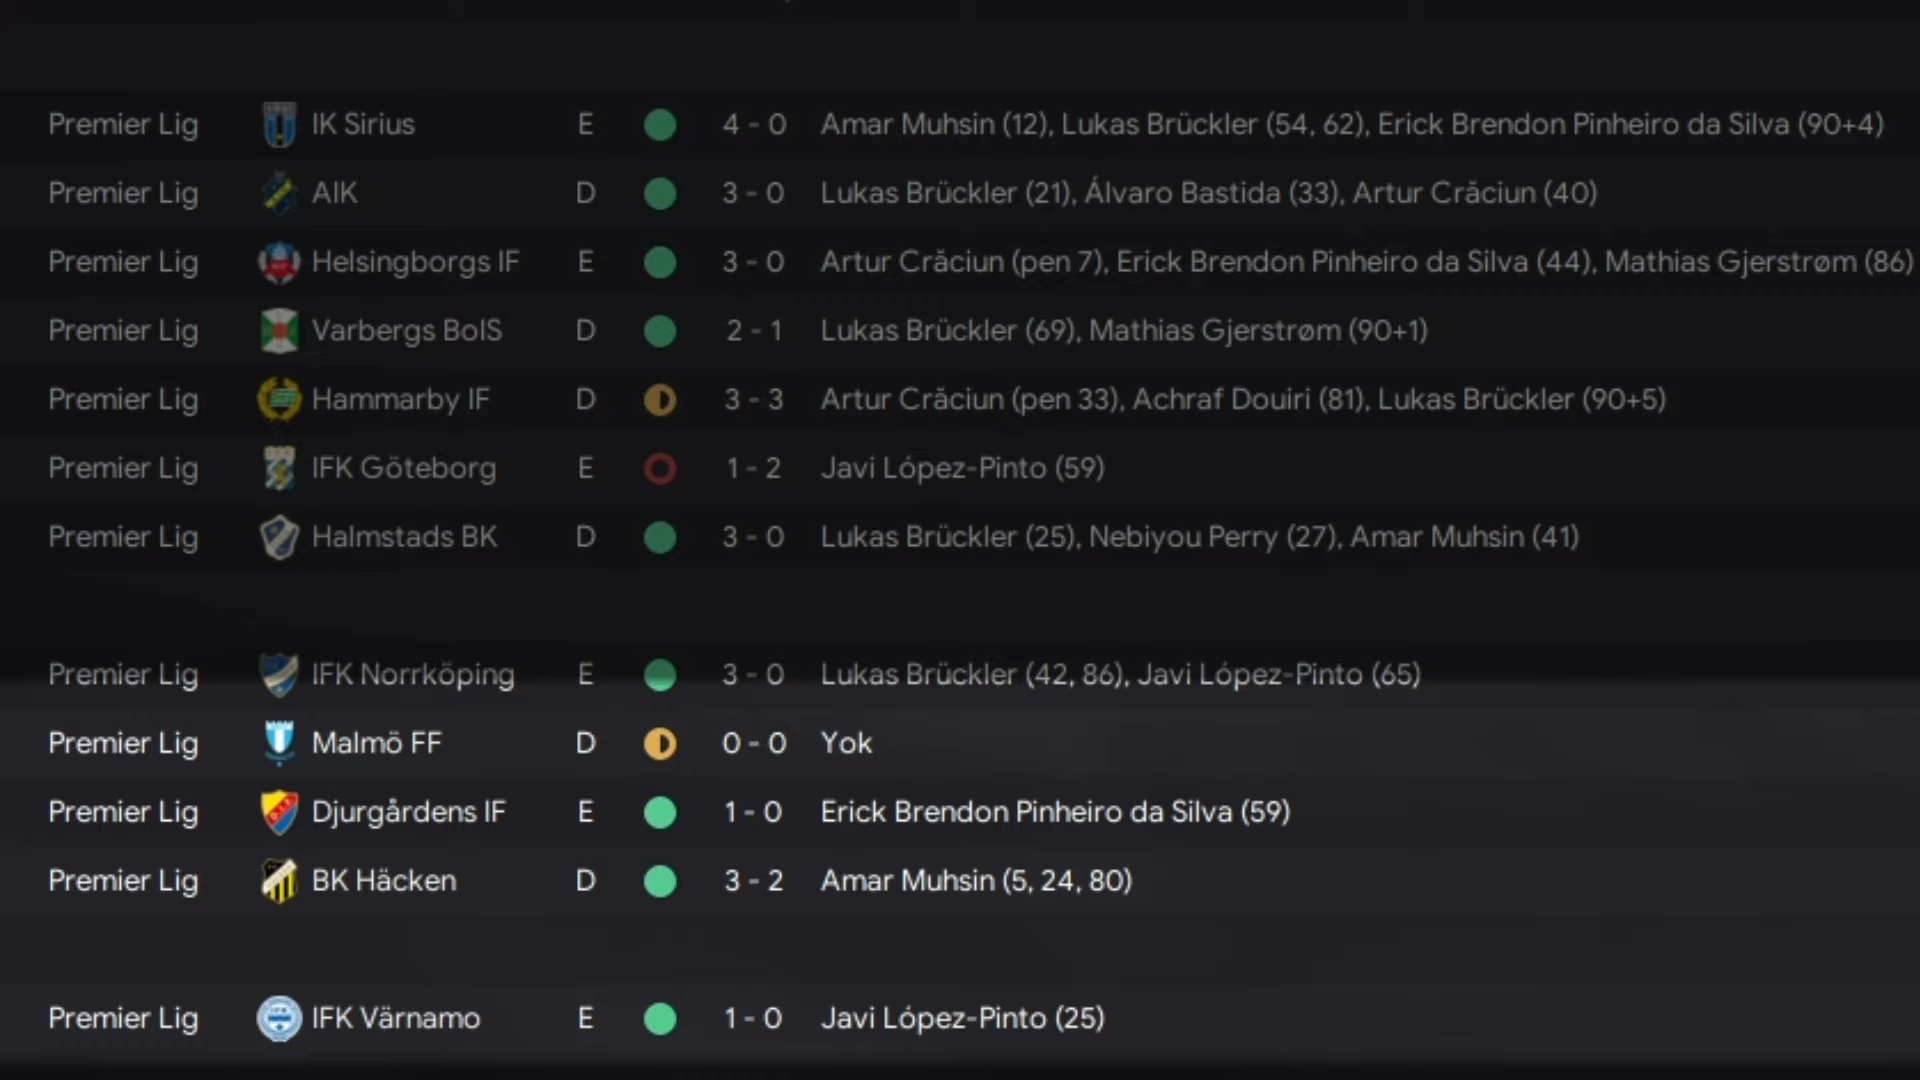 Premier Lig IK Sirius E 4 - 0 Amar Muhsin (12), Lukas Brückler (54, 62), Erick Brendon Pinheiro da Silva (90+4)
Premier Lig AIK D 3 - 0 Lukas Brückler (21), Álvaro Bastida (33), Artur Crăciun (40)
Premier Lig Helsingborgs IF E 3 - 0 Artur Crăciun (pen 7), Erick Brendon Pinheiro da Silva (44), Mathias Gjerstrøm (86)
Premier Lig Varbergs BoIS D 2 - 1 Lukas Brückler (69), Mathias Gjerstrøm (90+1)
Premier Lig Hammarby IF D 3 - 3 Artur Crăciun (pen 33), Achraf Douiri (81), Lukas Brückler (90+5)
Premier Lig IFK Göteborg E 1 - 2 Javi López-Pinto (59)
Premier Lig Halmstads BK D 3 - 0 Lukas Brückler (25), Nebiyou Perry (27), Amar Muhsin (41)
Premier Lig IFK Norrköping E 3 - 0 Lukas Brückler (42, 86), Javi López-Pinto (65)
Premier Lig Malmö FF D 0 - 0 Yok
Premier Lig Djurgårdens IF E 1 - 0 Erick Brendon Pinheiro da Silva (59)
Premier Lig BK Häcken D 3 - 2 Amar Muhsin (5, 24, 80)
Premier Lig IFK Värnamo E 1 - 0 Javi López-Pinto (25)